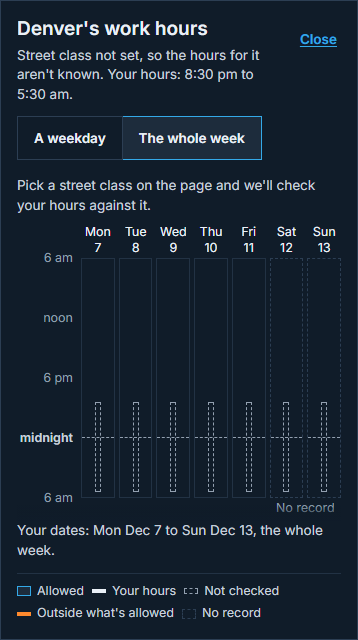 Denver's work hours
Close
Street class not set, so the hours for it
aren't known. Your hours: 8:30 pm to
5:30 am.
A weekday
The whole week
Pick a street class on the page and we'll check
your hours against it.
Mon Tue Wed Thu Fri Sat Sun
7 8 9 10 11 12 13
6 am
noon
6 pm
midnight
6 am
No record
Your dates: Mon Dec 7 to Sun Dec 13, the whole
week.
Allowed Your hours Not checked
Outside what's allowed No record